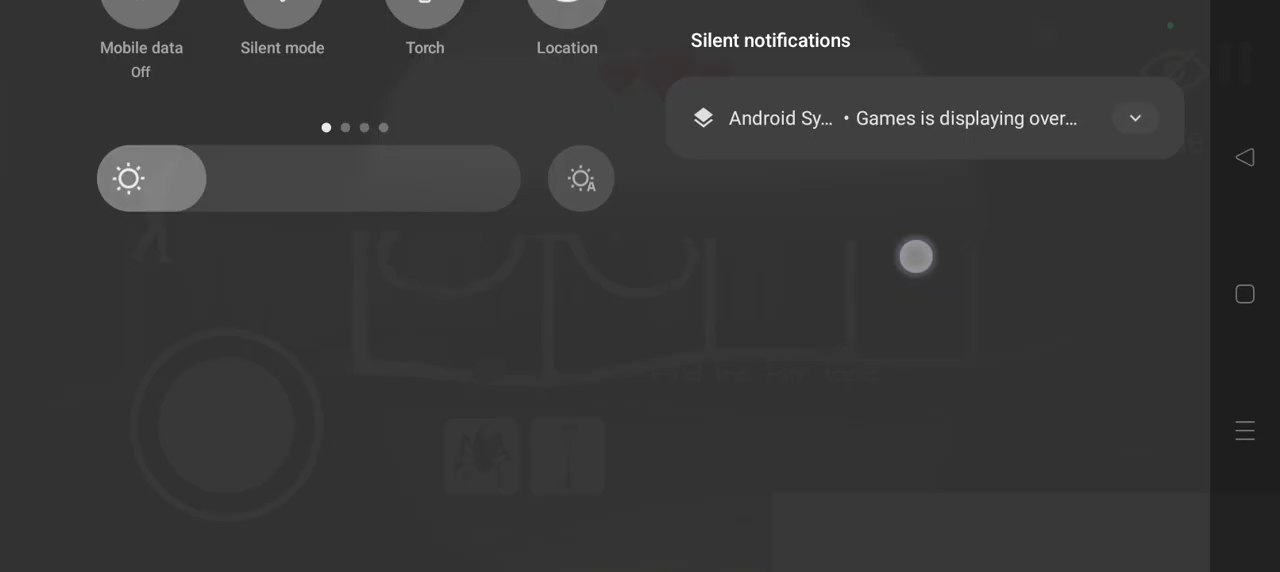 Mobile data
Off
Silent mode
Torch
Location
Silent notifications
Android Sy... • Games is displaying over...
A